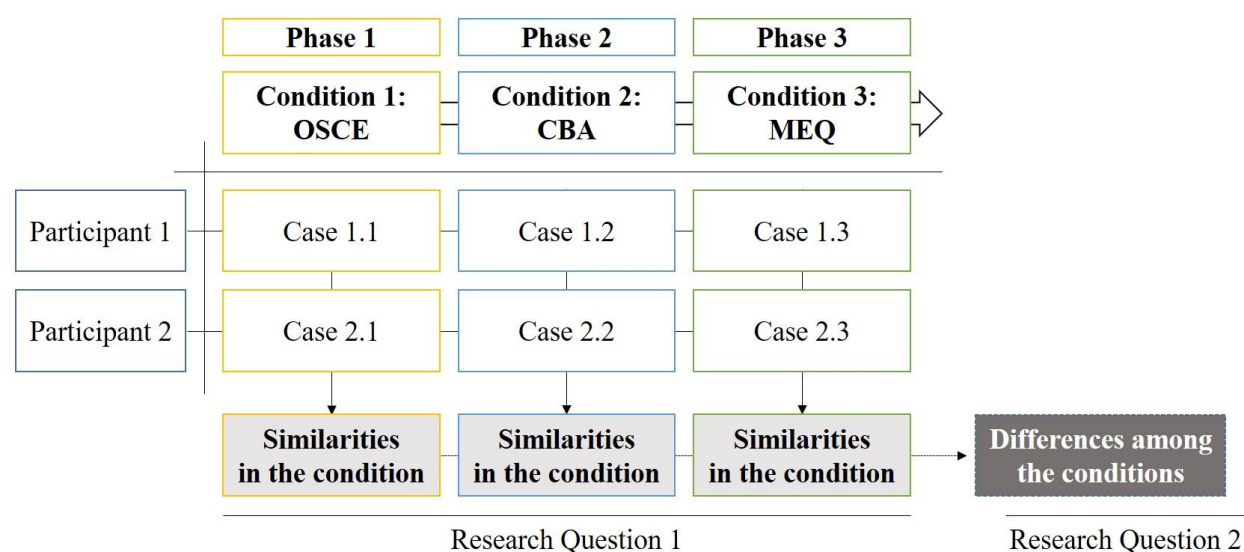 Phase 1
Phase 2
Phase 3
Condition 1:
OSCE
Condition 2:
CBA
Condition 3:
MEQ
Participant 1
Case 1.1
Case 1.2
Case 1.3
Participant 2
Case 2.1
Case 2.2
Case 2.3
Similarities
in the condition
Similarities
in the condition
Similarities
in the condition
Differences among
the conditions
Research Question 1
Research Question 2